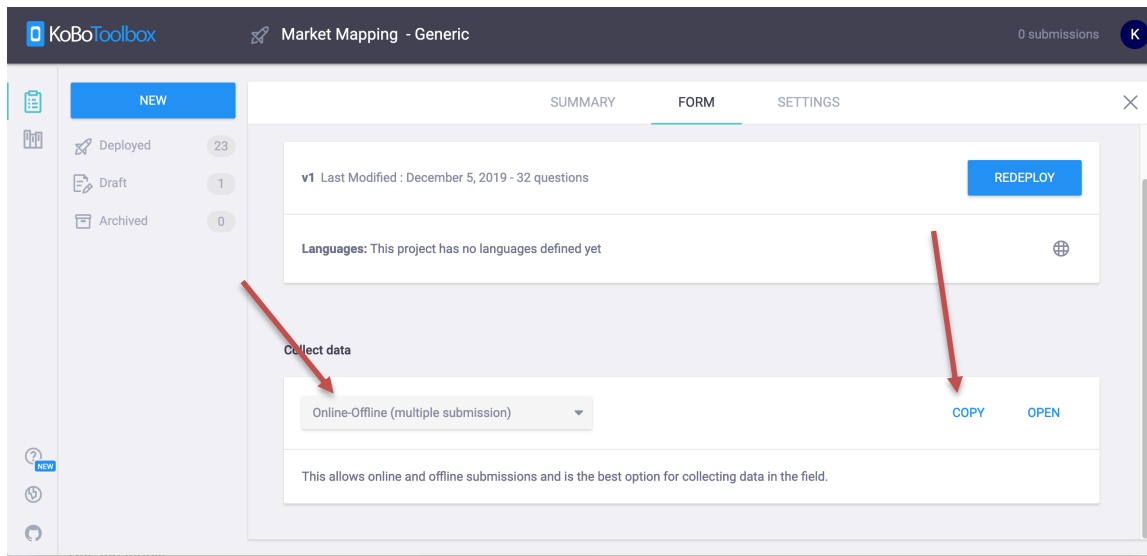 KoBoToolbox
Market Mapping - Generic
0 submissions
K
NEW
SUMMARY
FORM
SETTINGS
Deployed
23
Draft
1
Archived
0
v1 Last Modified : December 5, 2019 - 32 questions
REDEPLOY
Languages: This project has no languages defined yet
Collect data
Online-Offline (multiple submission)
COPY
OPEN
NEW
This allows online and offline submissions and is the best option for collecting data in the field.